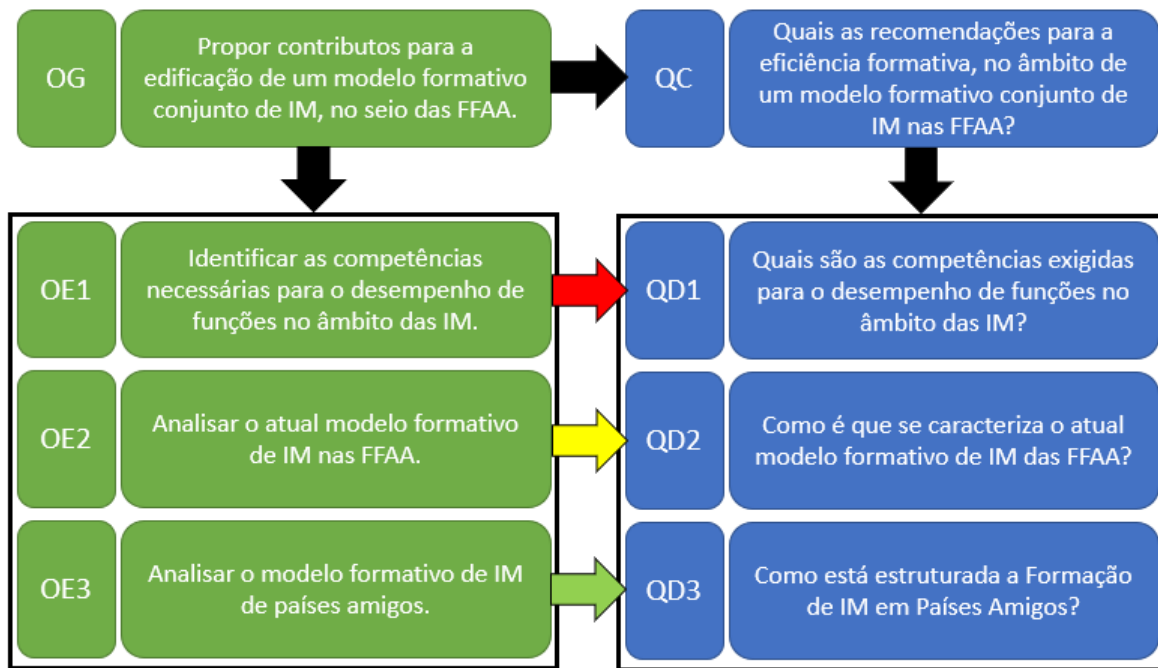 OG
Propor contributos para a
edificação de um modelo formativo
conjunto de IM, no seio das FFAA.
QC
Quais as recomendações para a
eficiência formativa, no âmbito de
um modelo formativo conjunto de
IM nas FFAA?
OE1
Identificar as competências
necessárias para o desempenho de
funções no âmbito das IM.
QD1
Quais são as competências exigidas
para o desempenho de funções no
âmbito das IM?
OE2
Analisar o atual modelo formativo
de IM nas FFAA.
QD2
Como é que se caracteriza o atual
modelo formativo de IM das FFAA?
OE3
Analisar o modelo formativo de IM
de países amigos.
QD3
Como está estruturada a Formação
de IM em Países Amigos?